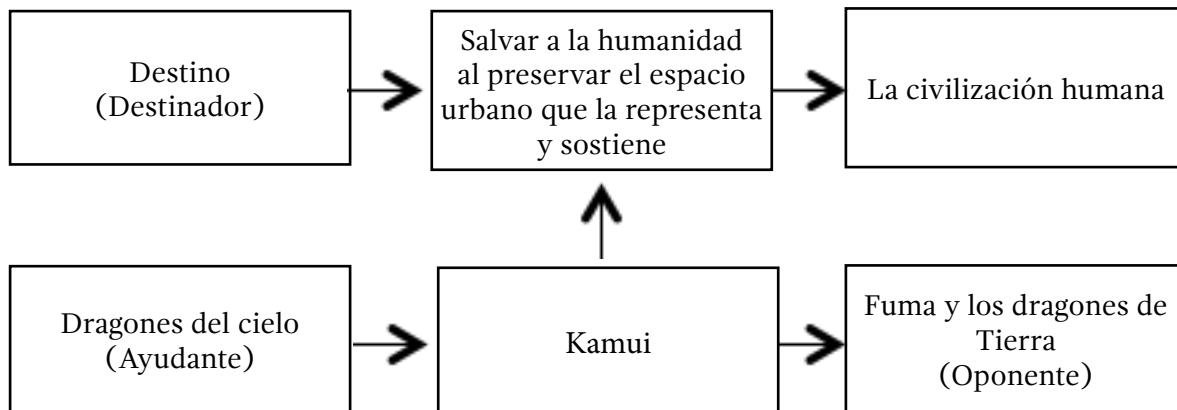 Destino
(Destinador)
Salvar a la humanidad
al preservar el espacio
urbano que la representa
y sostiene
La civilización humana
Dragones del cielo
(Ayudante)
Kamui
Fuma y los dragones de
Tierra
(Oponente)